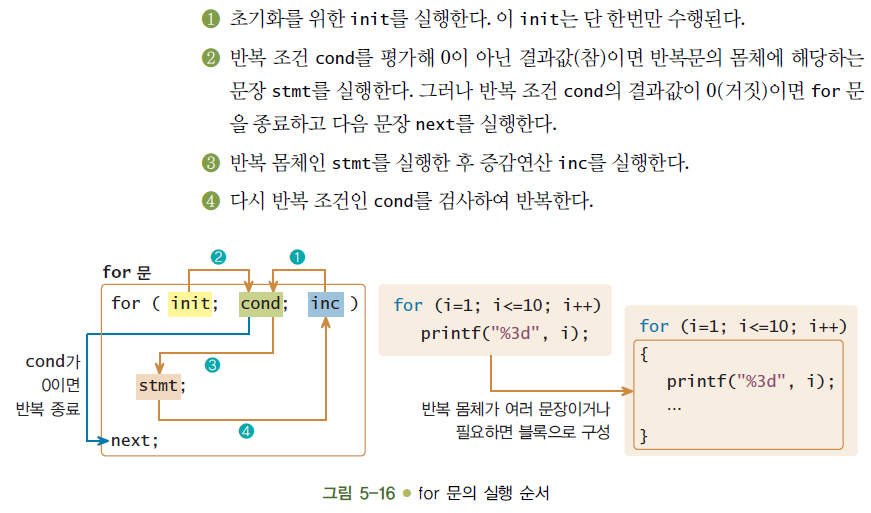 ❶ 초기화를 위한 init를 실행한다. 이 init는 단 한번만 수행된다.
❷ 반복 조건 cond를 평가해 0이 아닌 결과값(참)이면 반복문의 몸체에 해당하는
문장 stmt를 실행한다. 그러나 반복 조건 cond의 결과값이 0(거짓)이면 for 문
을 종료하고 다음 문장 next를 실행한다.
❸ 반복 몸체인 stmt를 실행한 후 증감연산 inc를 실행한다.
❹ 다시 반복 조건인 cond를 검사하여 반복한다.
❷ ❶
for 문
for ( init; cond; inc )
cond가
0이면
반복 종료
❸
stmt;
❹
next;
for (i=1; i<=10; i++)
printf("%3d", i);
반복 몸체가 여러 문장이거나
필요하면 블록으로 구성
for (i=1; i<=10; i++)
{
printf("%3d", i);
...
}
그림 5-16 ● for 문의 실행 순서